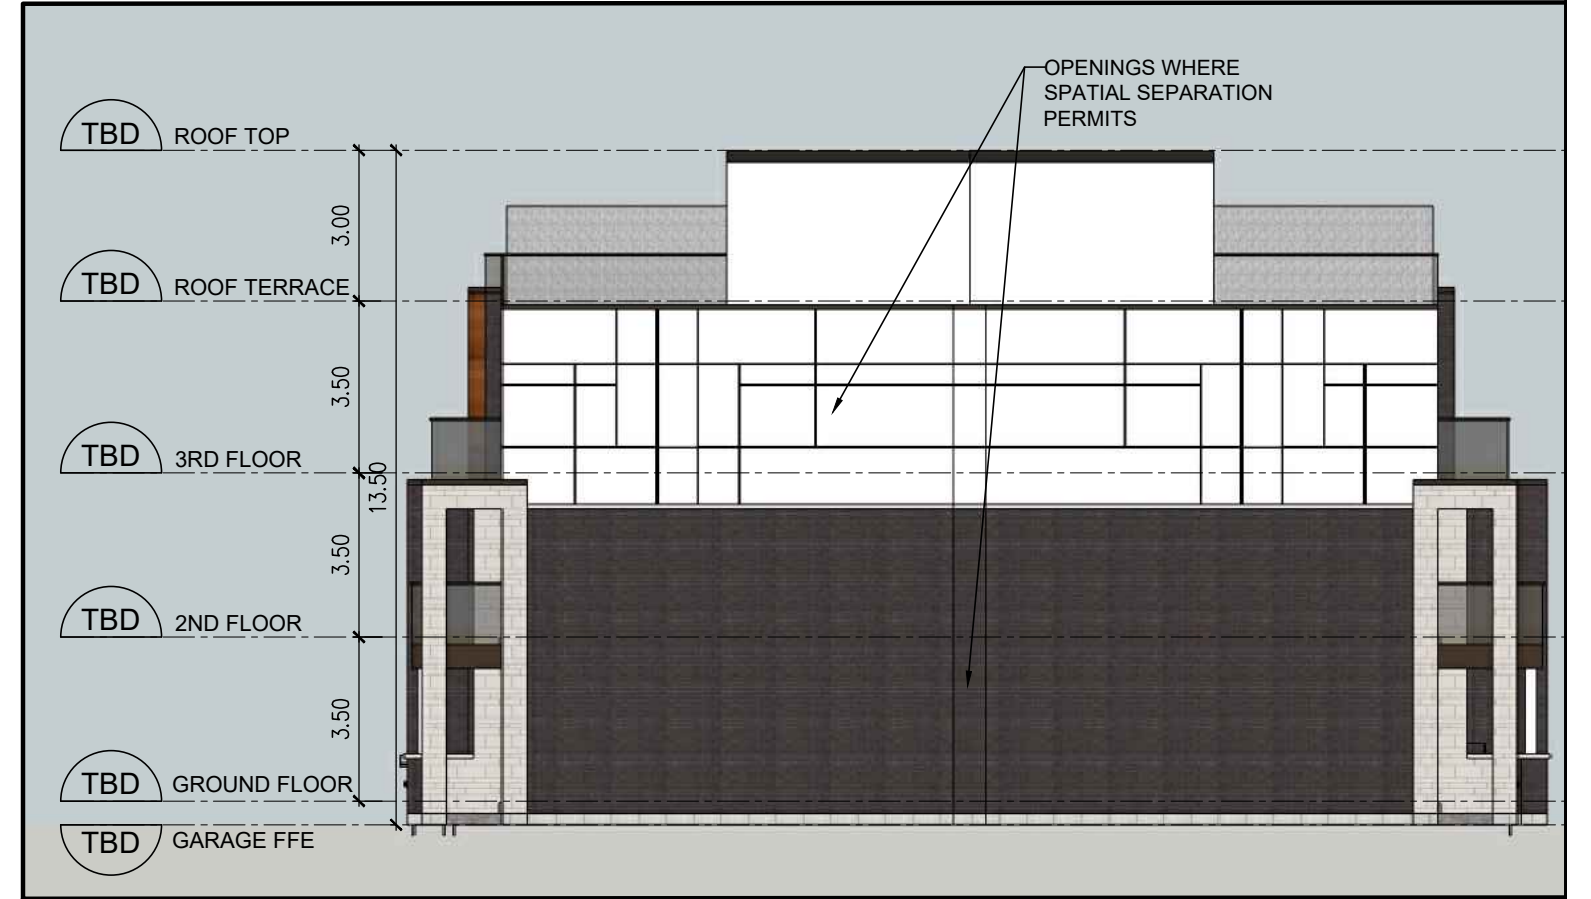 OPENINGS WHERE
SPATIAL SEPARATION
PERMITS
TBD ROOF TOP
3.00
TBD ROOF TERRACE
3.50
TBD 3RD FLOOR
13.50
3.50
TBD 2ND FLOOR
3.50
TBD GROUND FLOOR
TBD GARAGE FFE